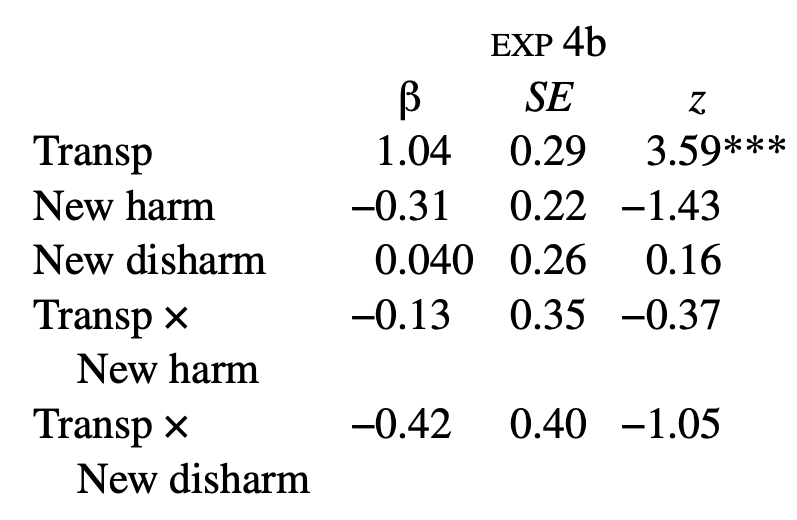 EXP 4b
β SE z
Transp 1.04 0.29 3.59***
New harm −0.31 0.22 −1.43
New disharm 0.040 0.26 0.16
Transp × −0.13 0.35 −0.37
New harm
Transp × −0.42 0.40 −1.05
New disharm